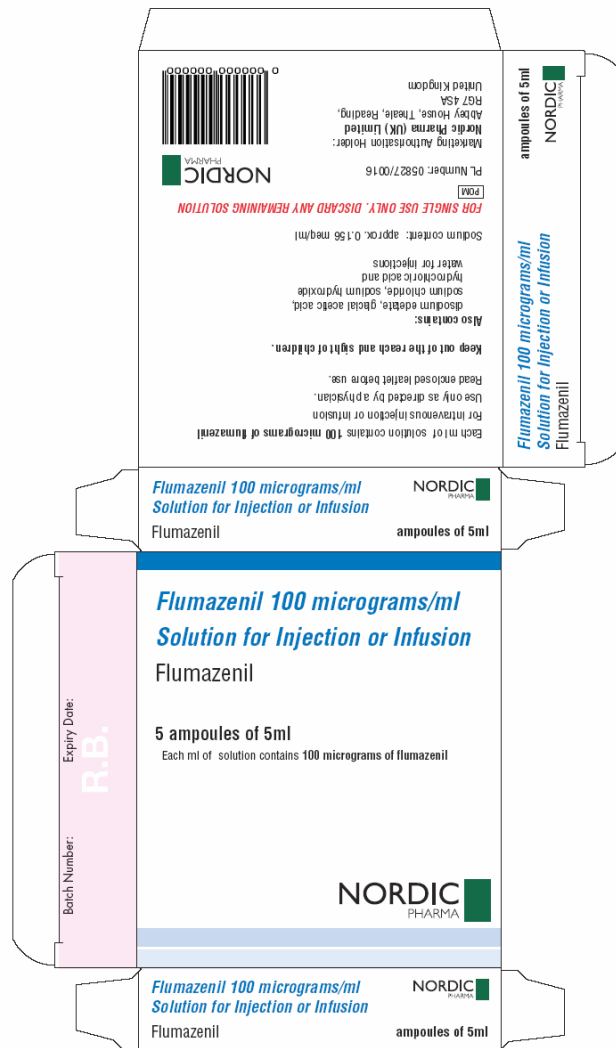 0 000000 000000 0
NORDIC
PHARMA
United Kingdom
RG7 4SA
Abbey House, Theale, Reading,
Nordic Pharma (UK) Limited
Marketing Authorisation Holder:
PL Number: 05827/0016
POM
FOR SINGLE USE ONLY. DISCARD ANY REMAINING SOLUTION
Sodium content: approx. 0.156 meq/ml
water for injections
hydrochloric acid and
sodium chloride, sodium hydroxide
disodium edetate, glacial acetic acid,
Also contains:
Keep out of the reach and sight of children.
Read enclosed leaflet before use.
Use only as directed by a physician.
For intravenous injection or infusion
Each ml of solution contains 100 micrograms of flumazenil
Flumazenil 100 micrograms/ml
Solution for Injection or Infusion
Flumazenil
ampoules of 5ml
NORDIC
PHARMA
Flumazenil 100 micrograms/ml
Solution for Injection or Infusion
Flumazenil
NORDIC
PHARMA
ampoules of 5ml
Batch Number:
Expiry Date:
R.B.
Flumazenil 100 micrograms/ml
Solution for Injection or Infusion
Flumazenil
5 ampoules of 5ml
Each ml of solution contains 100 micrograms of flumazenil
NORDIC
PHARMA
Flumazenil 100 micrograms/ml
Solution for Injection or Infusion
Flumazenil
NORDIC
PHARMA
ampoules of 5ml